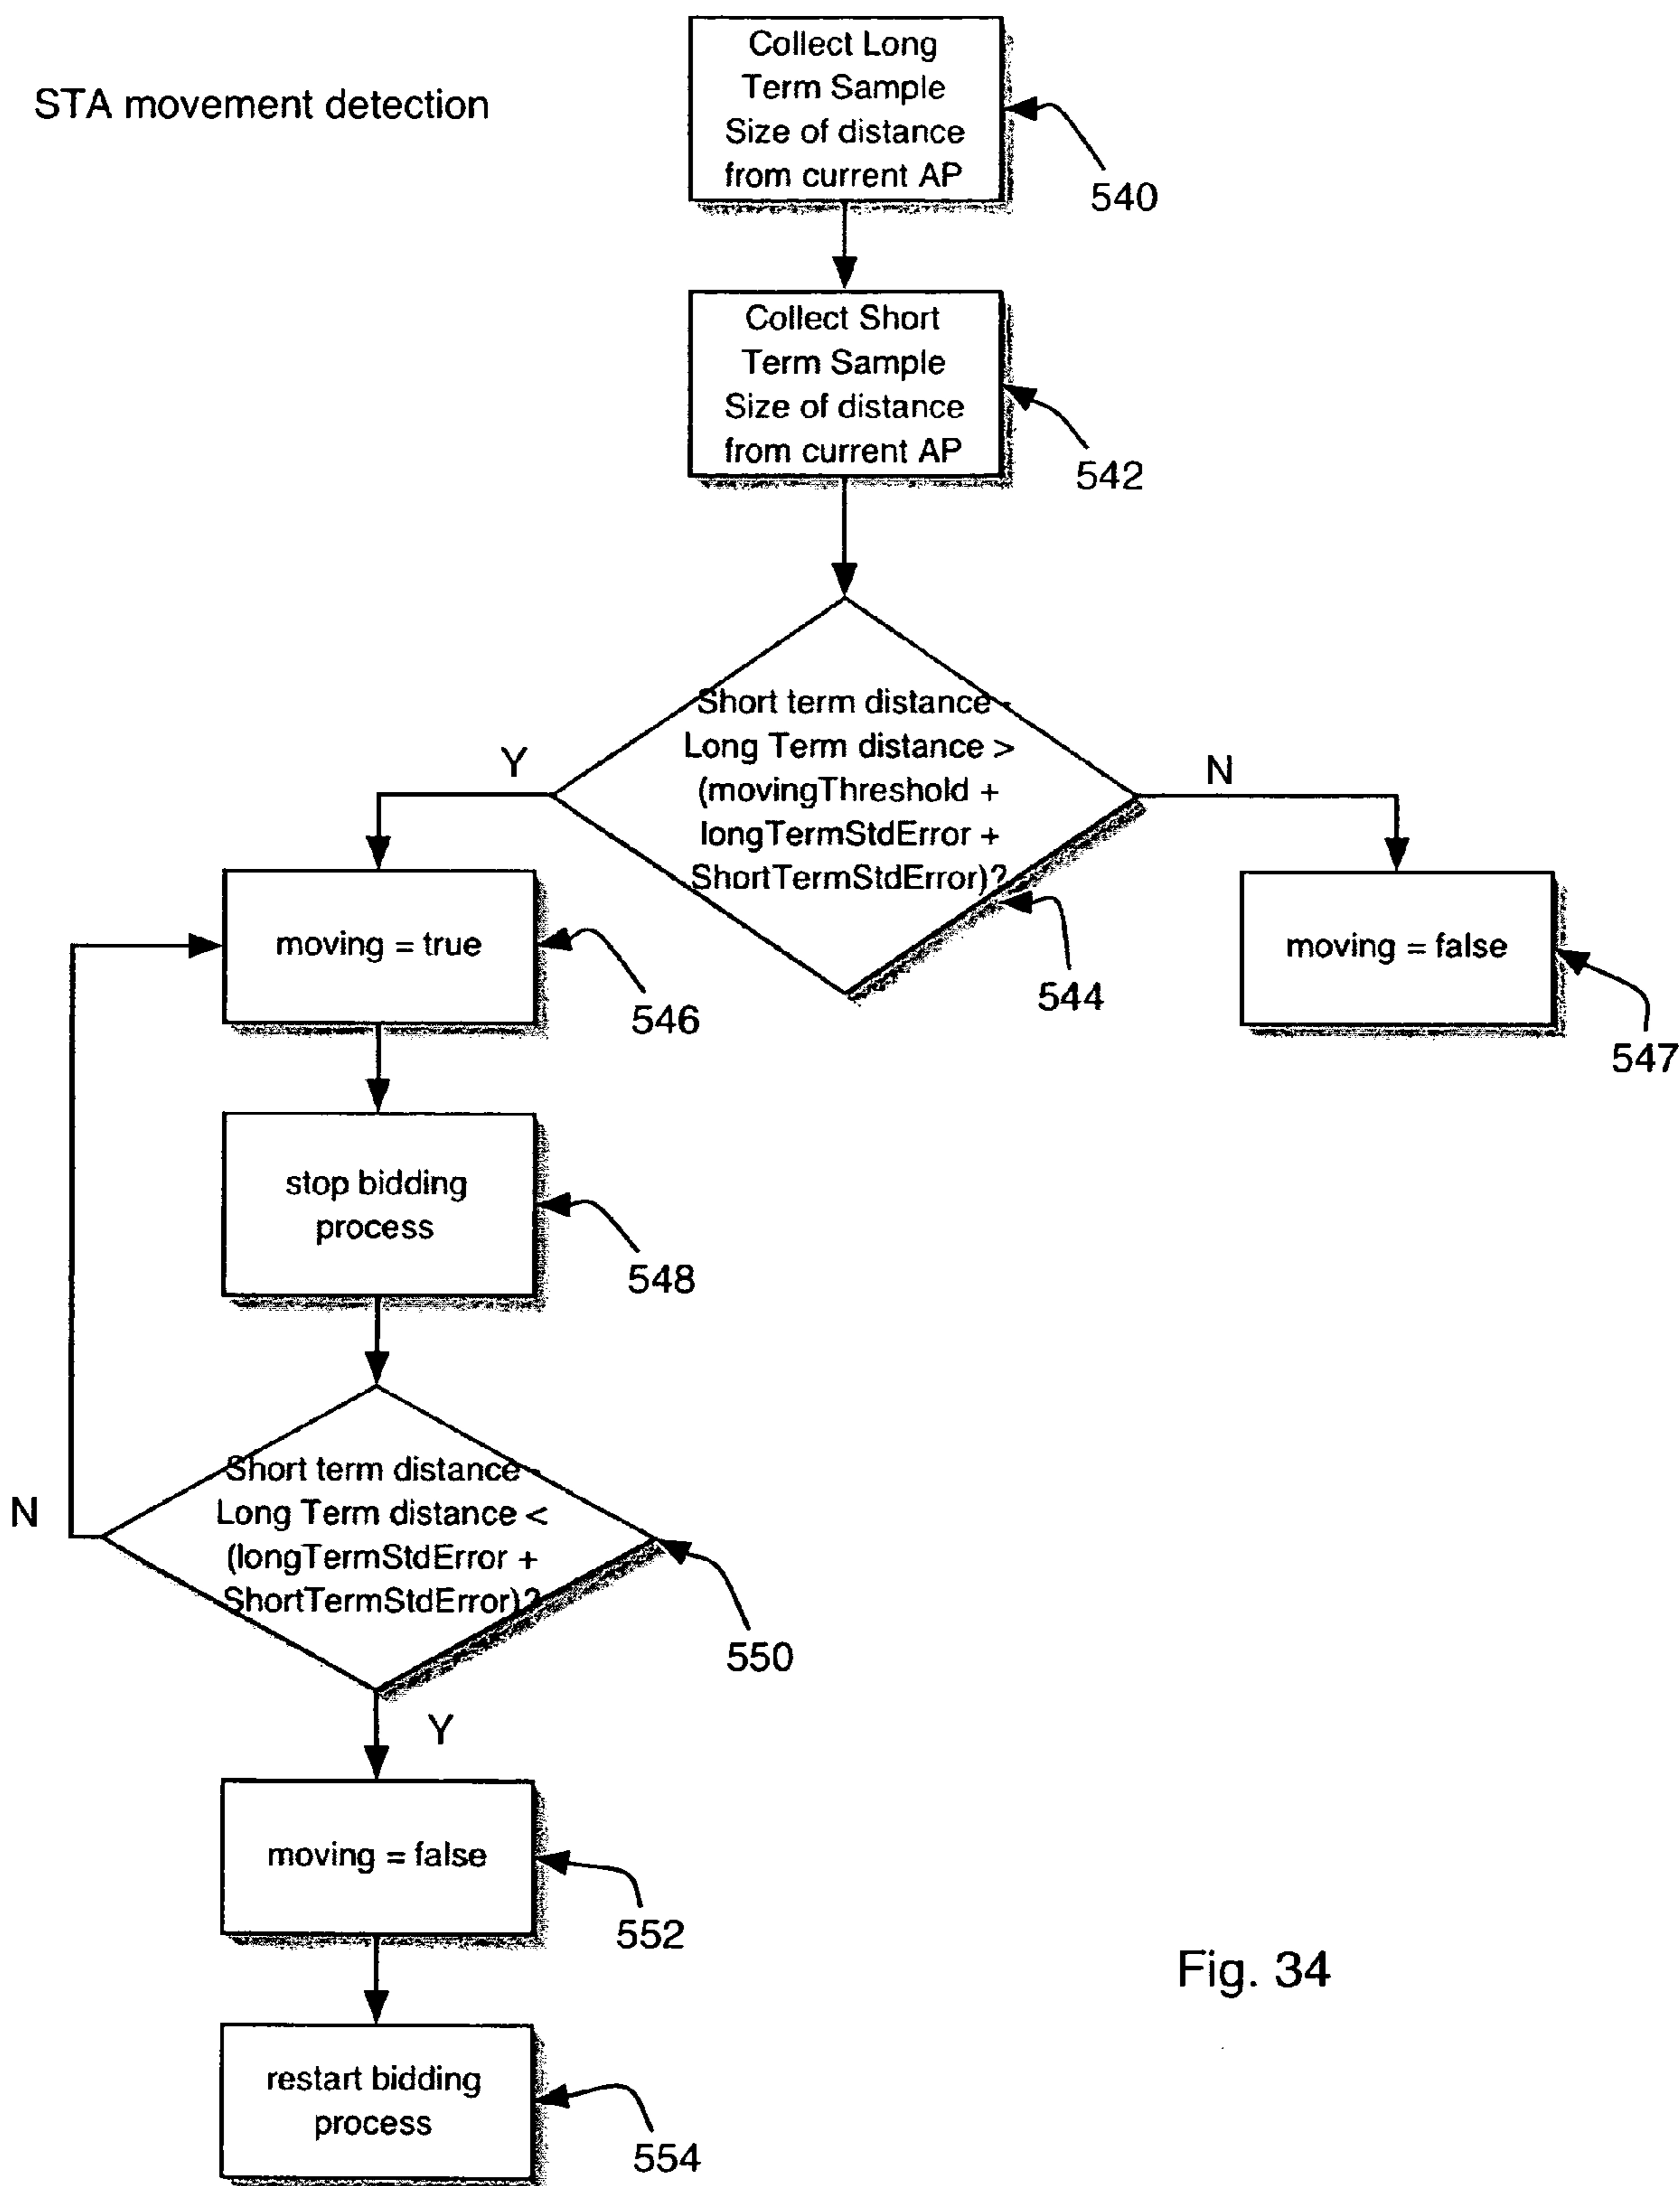 STA movement detection
Collect Long
Term Sample
Size of distance
from current AP
540
Collect Short
Term Sample
Size of distance
from current AP
542
Short term distance -
Long Term distance >
(movingThreshold +
longTermStdError +
ShortTermStdError)?
544
Y
N
moving = true
546
moving = false
547
stop bidding
process
548
Short term distance -
Long Term distance <
(longTermStdError +
ShortTermStdError)?
550
N
Y
moving = false
552
restart bidding
process
554
Fig. 34